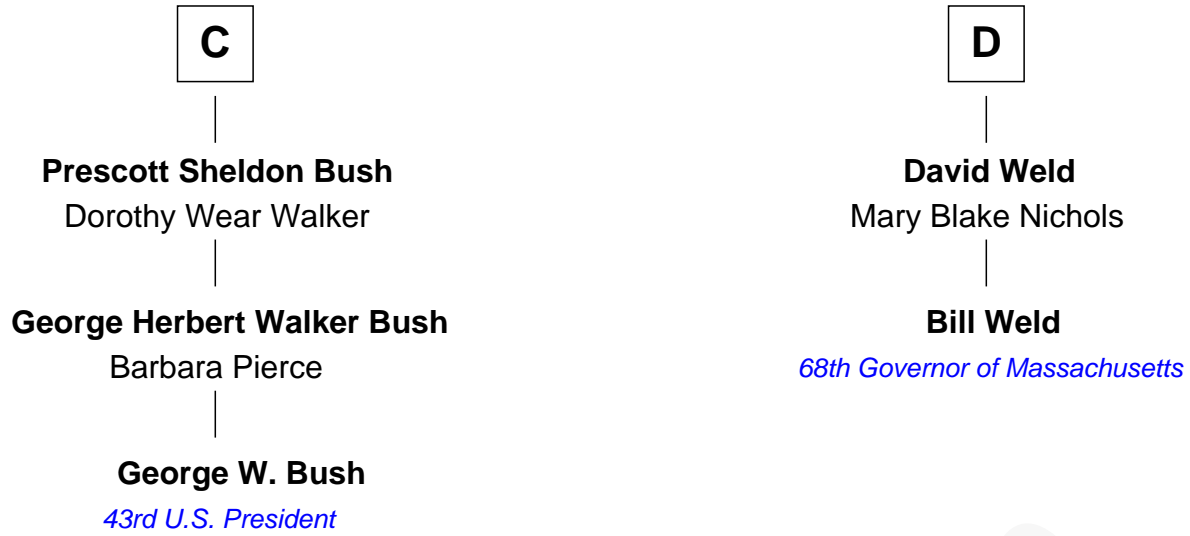 C
Prescott Sheldon Bush
Dorothy Wear Walker
George Herbert Walker Bush
Barbara Pierce
George W. Bush
43rd U.S. President
D
David Weld
Mary Blake Nichols
Bill Weld
68th Governor of Massachusetts